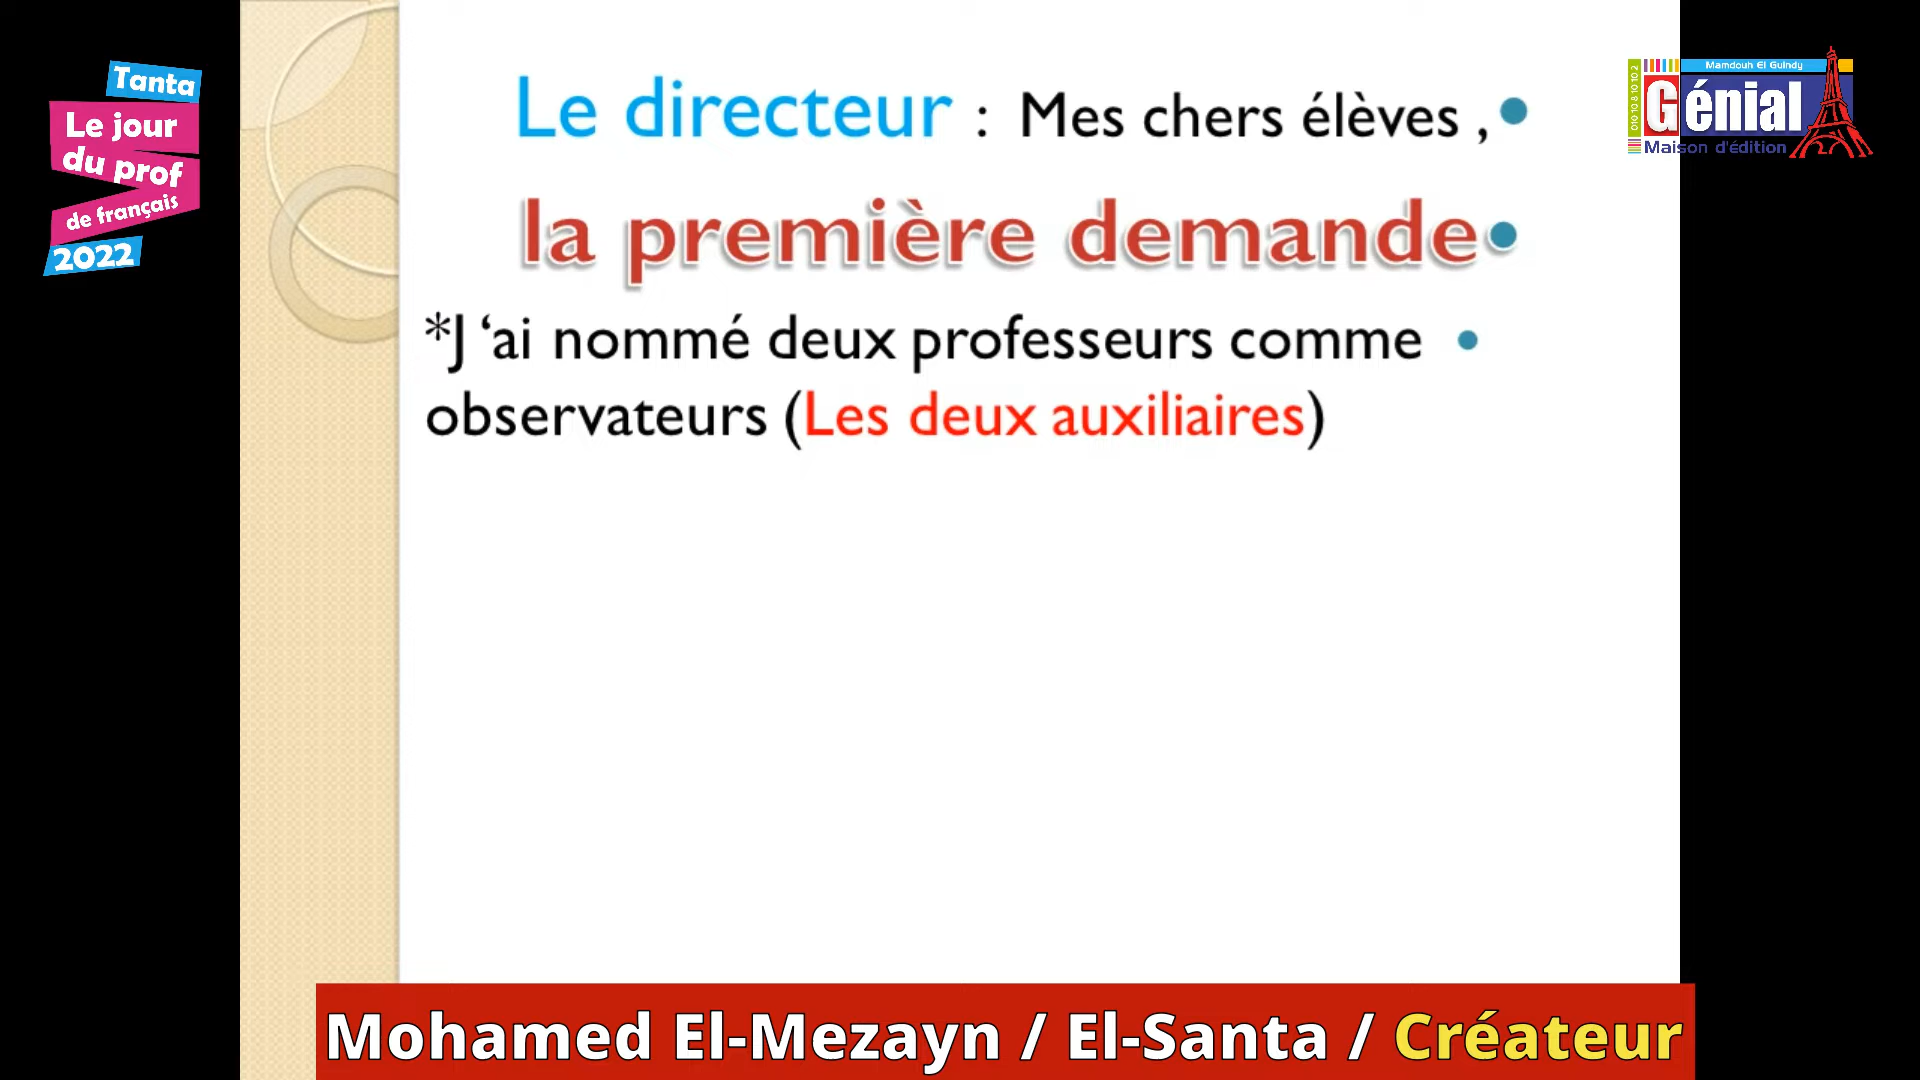 Tanta
Le jour
du prof
de français
2022
Mamdouh El Guindy
Génial
Maison d'édition
Le directeur : Mes chers élèves ,
la première demande
*J ‘ai nommé deux professeurs comme
observateurs (Les deux auxiliaires)
Mohamed El-Mezayn / El-Santa / Créateur